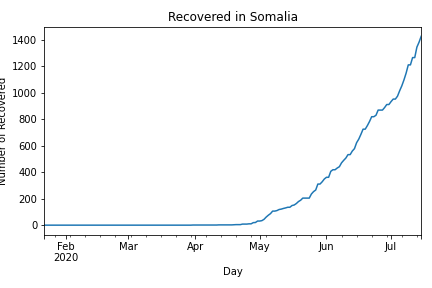 Recovered in Somalia
Number of Recovered
1400
1200
1000
800
600
400
200
0
Feb
2020
Mar
Apr
May
Jun
Jul
Day